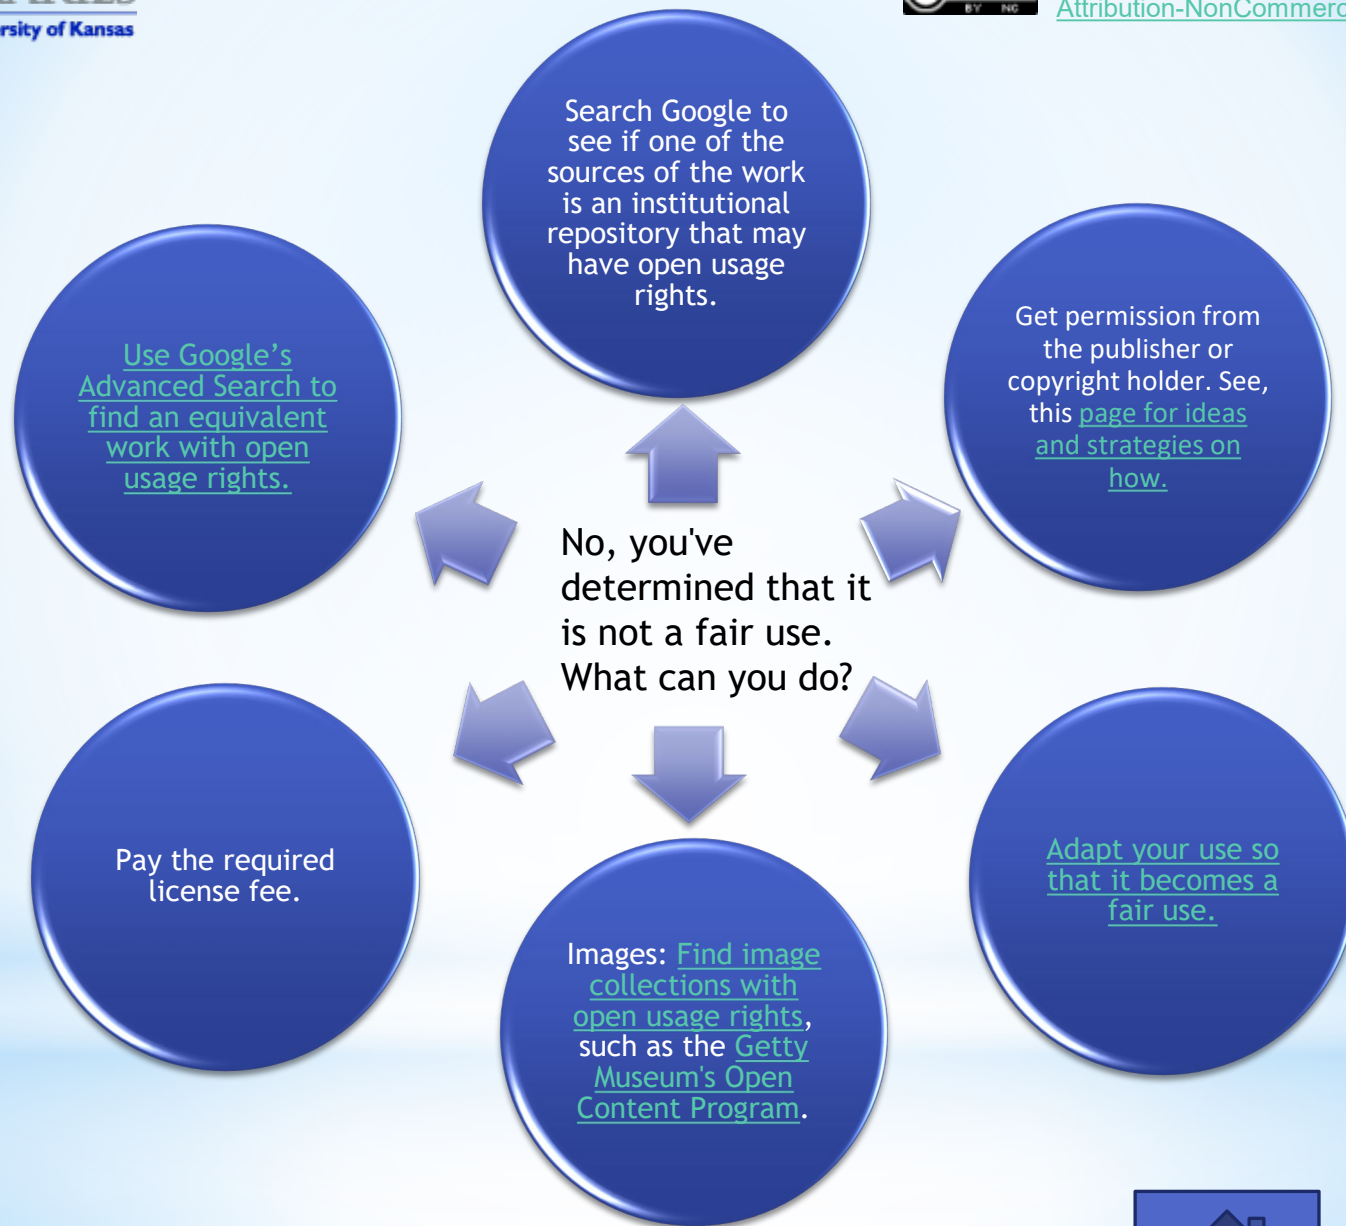 of Kansas
BY NC
Search Google to
see if one of the
sources of the work
is an institutional
repository that may
have open usage
rights.
Use Google’s
Advanced Search to
find an equivalent
work with open
usage rights.
Get permission from
the publisher or
copyright holder. See,
this page for ideas
and strategies on
how.
No, you've
determined that it
is not a fair use.
What can you do?
Pay the required
license fee.
Adapt your use so
that it becomes a
fair use.
Images: Find image
collections with
open usage rights,
such as the Getty
Museum's Open
Content Program.